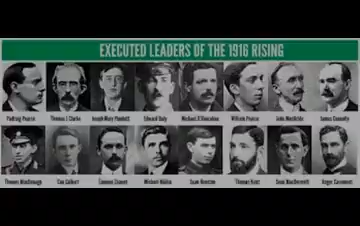 EXECUTED LEADERS OF THE 1916 RISING
Padraig Pearse Thomas J. Clarke Joseph Mary Plunkett Edward Daly Michael O'Hanrahan William Pearse John MacBride James Connolly
Thomas MacDonagh Con Colbert Eamonn Ceannt Michael Mallin Sean Heuston Thomas Kent Sean MacDermott Roger Casement